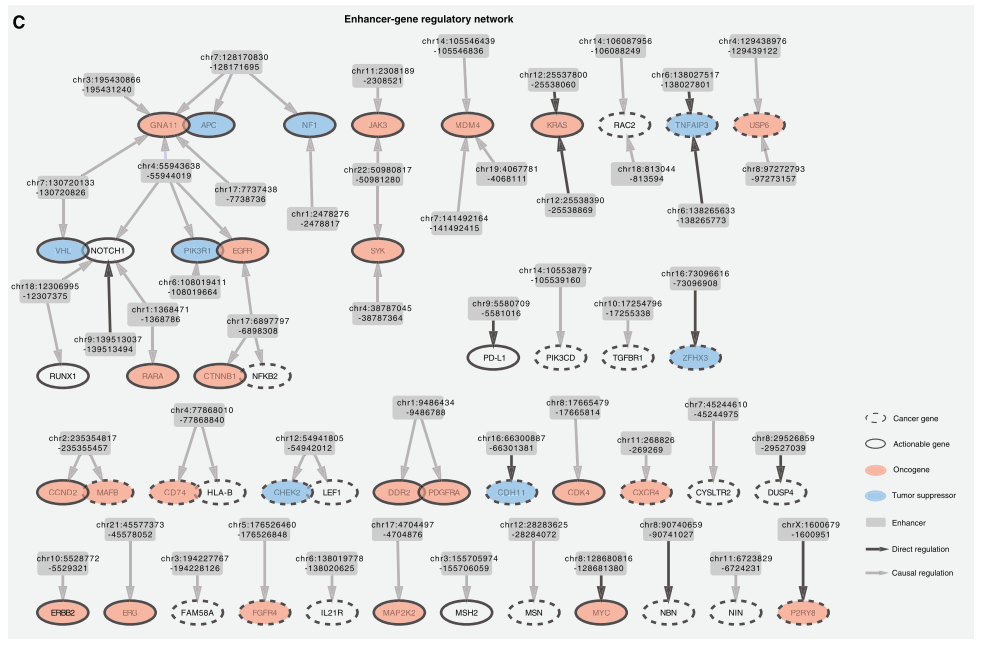 C
Enhancer-gene regulatory network
chr7:128170830
-128171695
chr3:195430866
-195431240
chr11:2308189
-2308521
chr14:105546439
-105546836
chr12:25537800
-25538060
chr14:106087956
-106088249
chr6:138027517
-138027801
chr4:129438976
-129439122
GNA11
APC
NF1
JAK3
MDM4
KRAS
RAC2
TNFAIP3
USP6
chr7:130720133
-130720826
chr4:55943638
-55944019
chr17:7737438
-7738736
chr1:2478276
-2478817
chr22:50980817
-50981280
chr19:4067781
-4068111
chr7:141492164
-141492415
chr12:25538390
-25538869
chr18:813044
-813594
chr6:138265633
-138265773
chr8:97272793
-97273157
VHL
NOTCH1
PIK3R1
EGFR
SYK
chr18:12306995
-12307375
chr6:108019411
-108019664
chr1:1368471
-1368786
chr9:139513037
-139513494
chr17:6897797
-6898308
chr4:38787045
-38787364
chr9:5580709
-5581016
chr14:105538797
-105539160
chr10:17254796
-17255338
chr16:73096616
-73096908
RUNX1
RARA
CTNNB1
NFKB2
PD-L1
PIK3CD
TGFBR1
ZFHX3
chr2:235354817
-235355457
chr4:77868010
-77868840
chr12:54941805
-54942012
chr1:9486434
-9486788
chr16:66300887
-66301381
chr8:17665479
-17665814
chr11:268826
-269269
chr7:45244610
-45244975
chr8:29526859
-29527039
CCND2
MAFB
CD74
HLA-B
CHEK2
LEF1
DDR2
PDGFRA
CDH11
CDK4
CXCR4
CYSLTR2
DUSP4
chr10:5528772
-5529321
chr21:45577373
-45578052
chr3:194227767
-194228126
chr5:176526460
-176526848
chr6:138019778
-138020625
chr17:4704497
-4704876
chr3:155705974
-155706059
chr12:28283625
-28284072
chr8:128680816
-128681380
chr8:90740659
-90741027
chr11:6723829
-6724231
chrX:1600679
-1600951
ERBB2
ERG
FAM58A
FGFR4
IL21R
MAP2K2
MSH2
MSN
MYC
NBN
NIN
P2RY8
Cancer gene
Actionable gene
Oncogene
Tumor suppressor
Enhancer
Direct regulation
Causal regulation